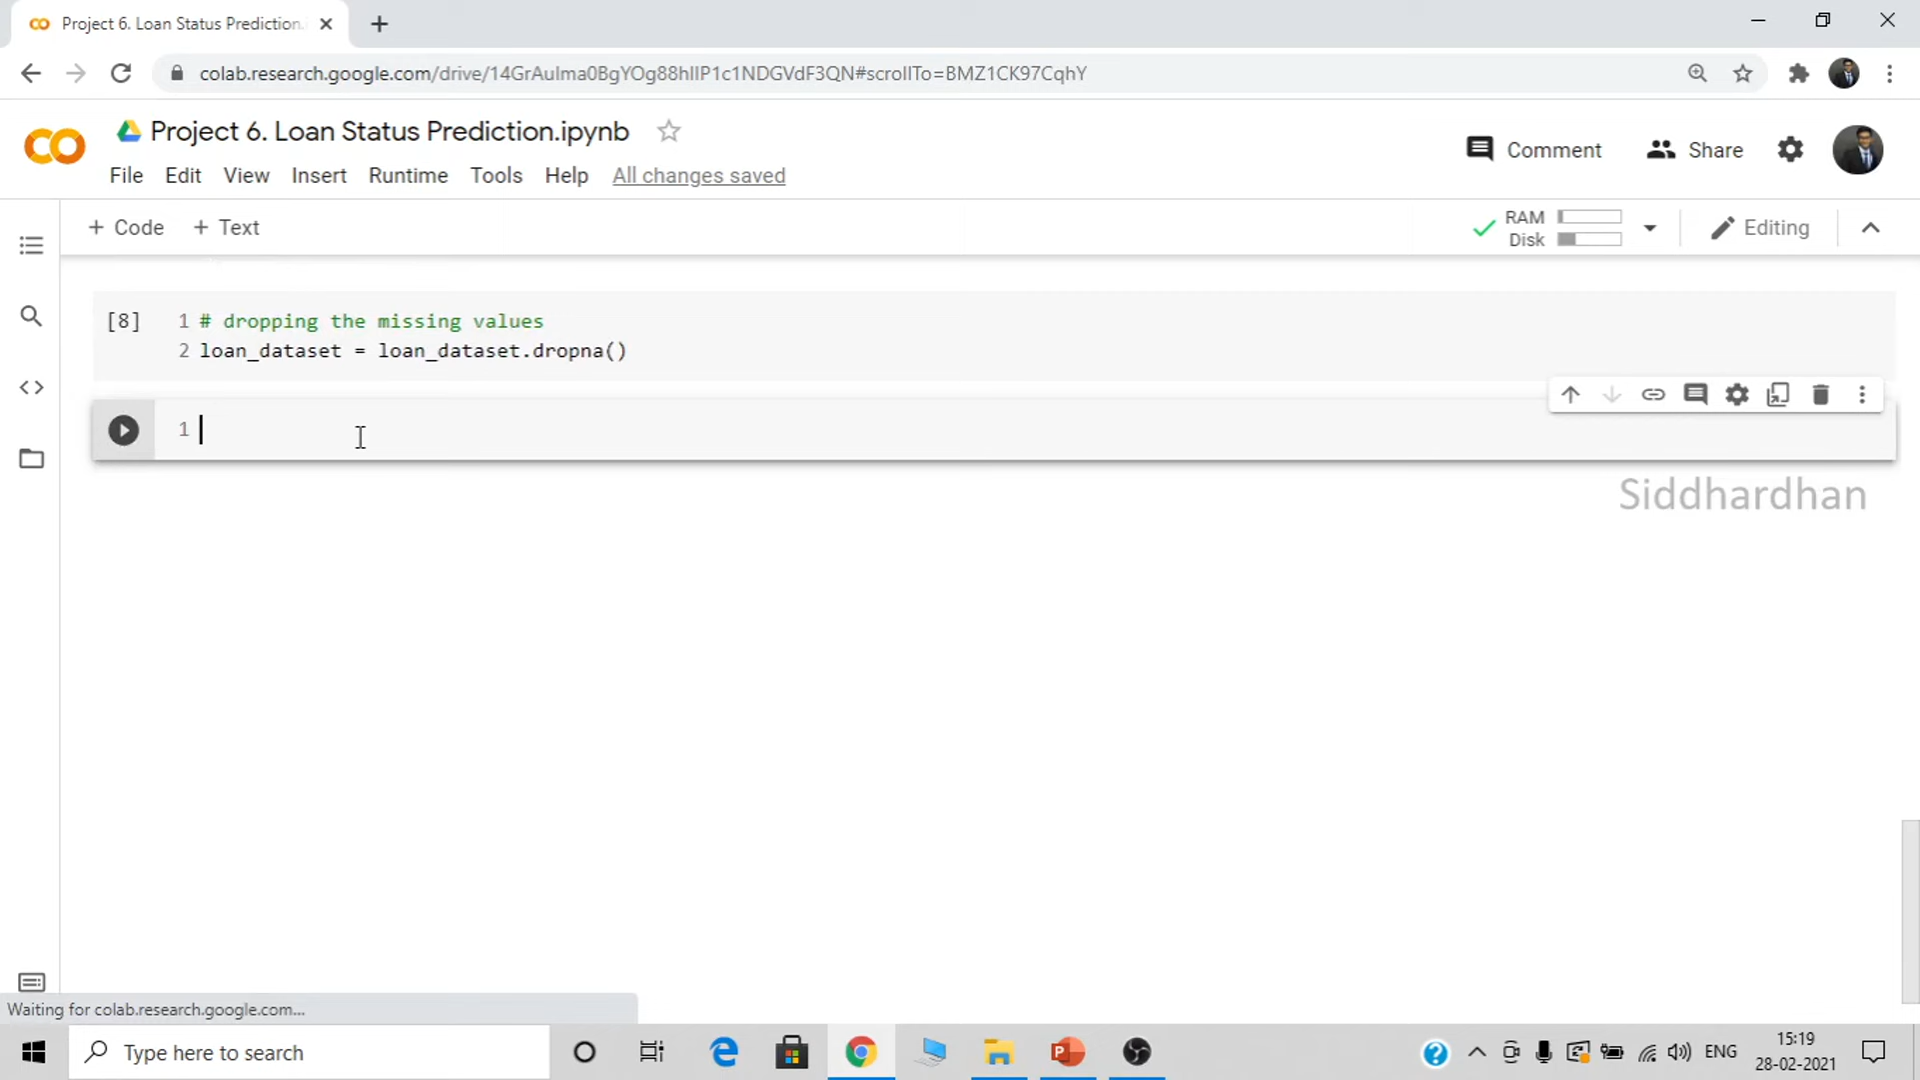 Project 6. Loan Status Prediction.
colab.research.google.com/drive/14GrAulma0BgYOg88hlIP1c1NDGVdF3QN#scrollTo=BMZ1CK97CqhY
Project 6. Loan Status Prediction.ipynb
Comment
Share
File Edit View Insert Runtime Tools Help All changes saved
+ Code + Text
RAM
Disk
Editing
[8]
1 # dropping the missing values
2 loan_dataset = loan_dataset.dropna()
1
Siddhardhan
Waiting for colab.research.google.com...
Type here to search
ENG
15:19
28-02-2021